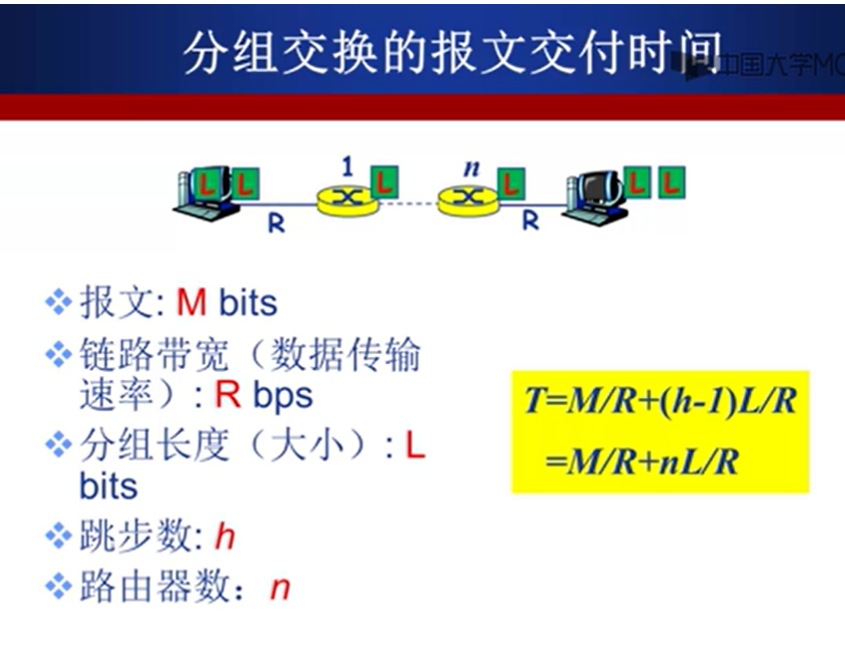 分组交换的报文交付时间
中国大学MO
L L 1 L n L L L
R R
报文: M bits
链路带宽（数据传输
速率）: R bps
分组长度（大小）: L
bits
跳步数: h
路由器数：n
T=M/R+(h-1)L/R
=M/R+nL/R